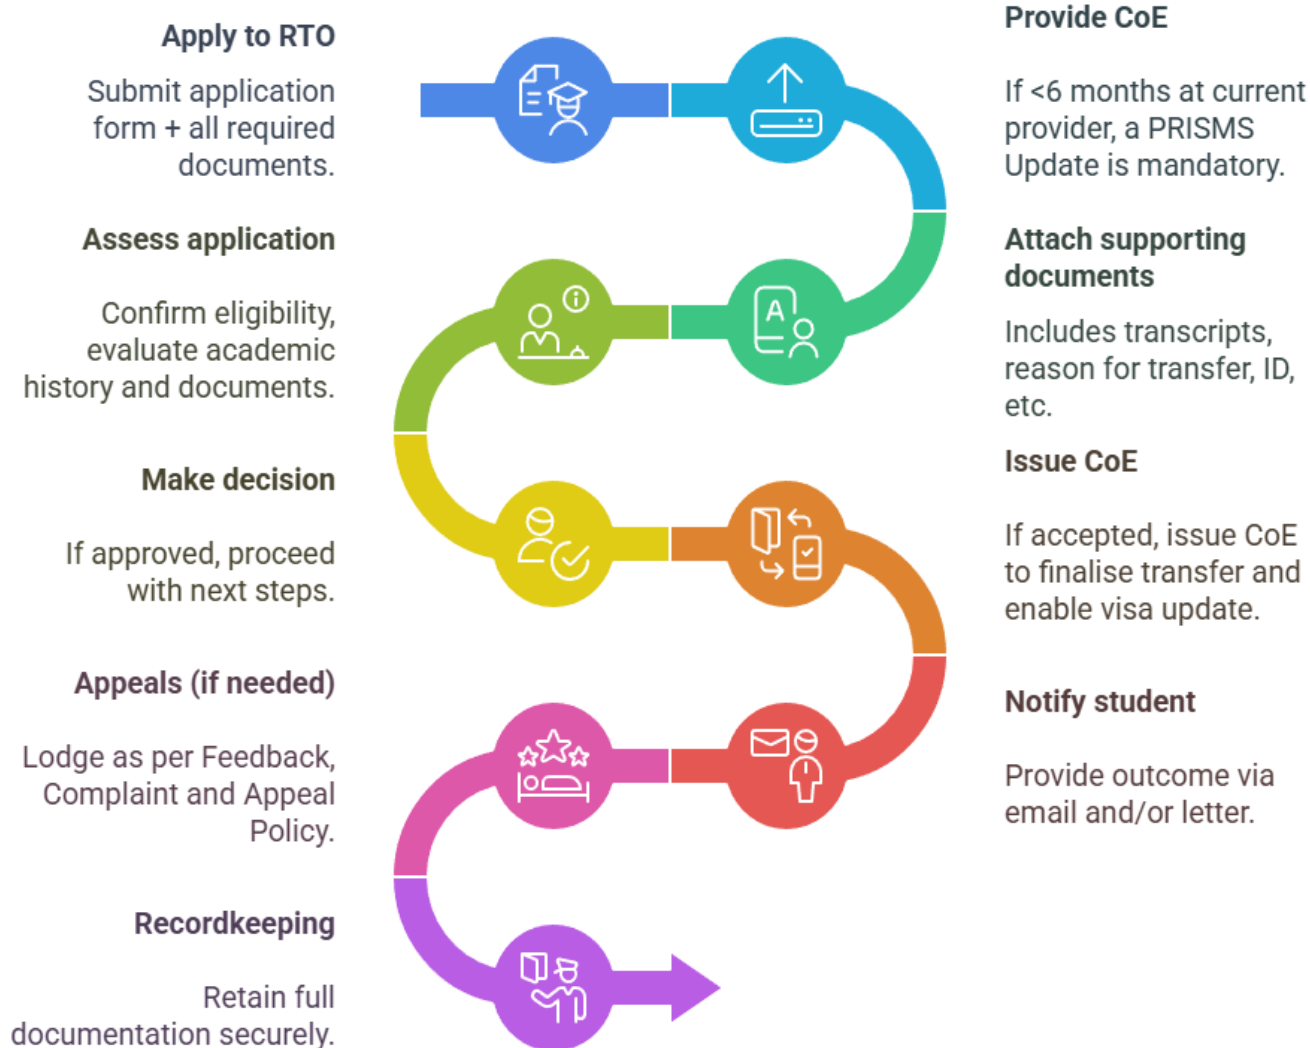 Apply to RTO
Submit application
form + all required
documents.
Provide CoE
If <6 months at current
provider, a PRISMS
Update is mandatory.
Attach supporting
documents
Includes transcripts,
reason for transfer, ID,
etc.
A
Assess application
Confirm eligibility,
evaluate academic
history and documents.
Make decision
If approved, proceed
with next steps.
Issue CoE
If accepted, issue CoE
to finalise transfer and
enable visa update.
Notify student
Provide outcome via
email and/or letter.
Appeals (if needed)
Lodge as per Feedback,
Complaint and Appeal
Policy.
Recordkeeping
Retain full
documentation securely.